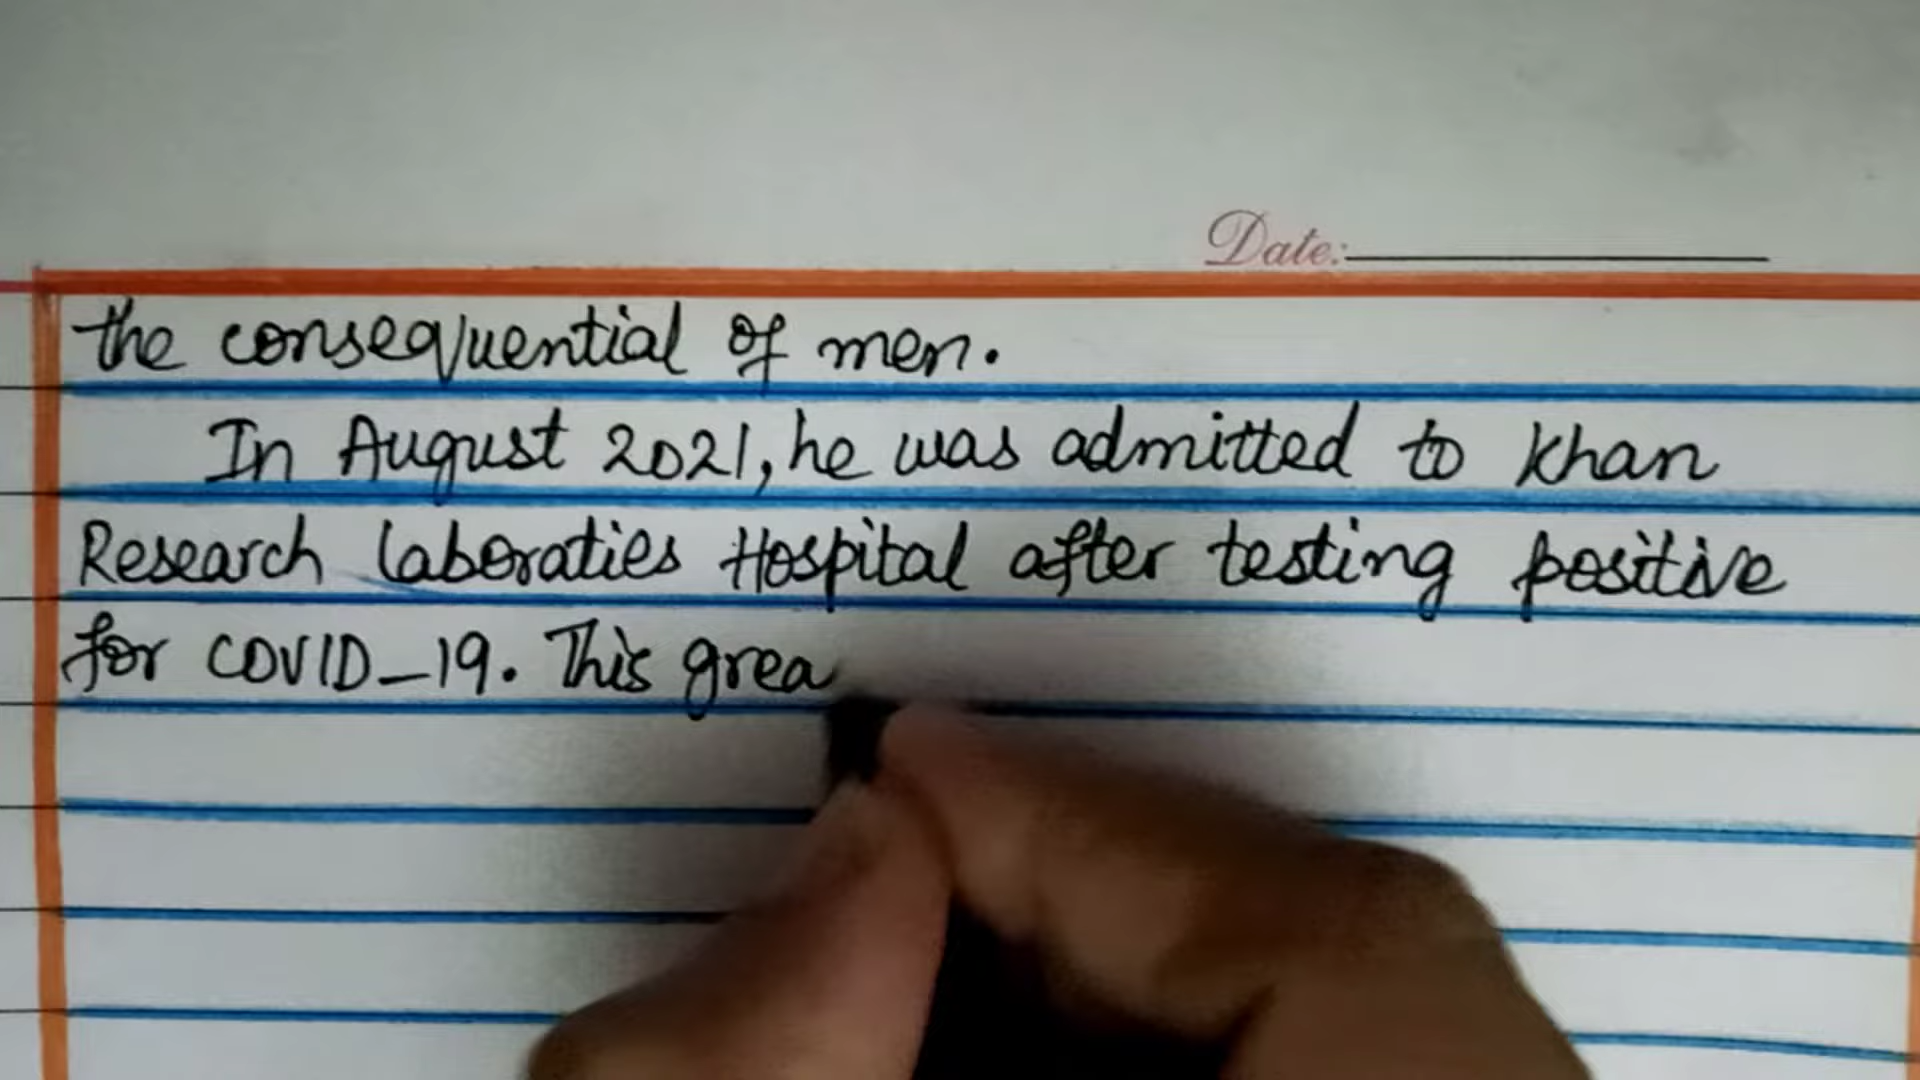 Date:
the consequential of men.
In August 2021, he was admitted to Khan
Research laboraties Hospital after testing positive
for COVID_19. This grea